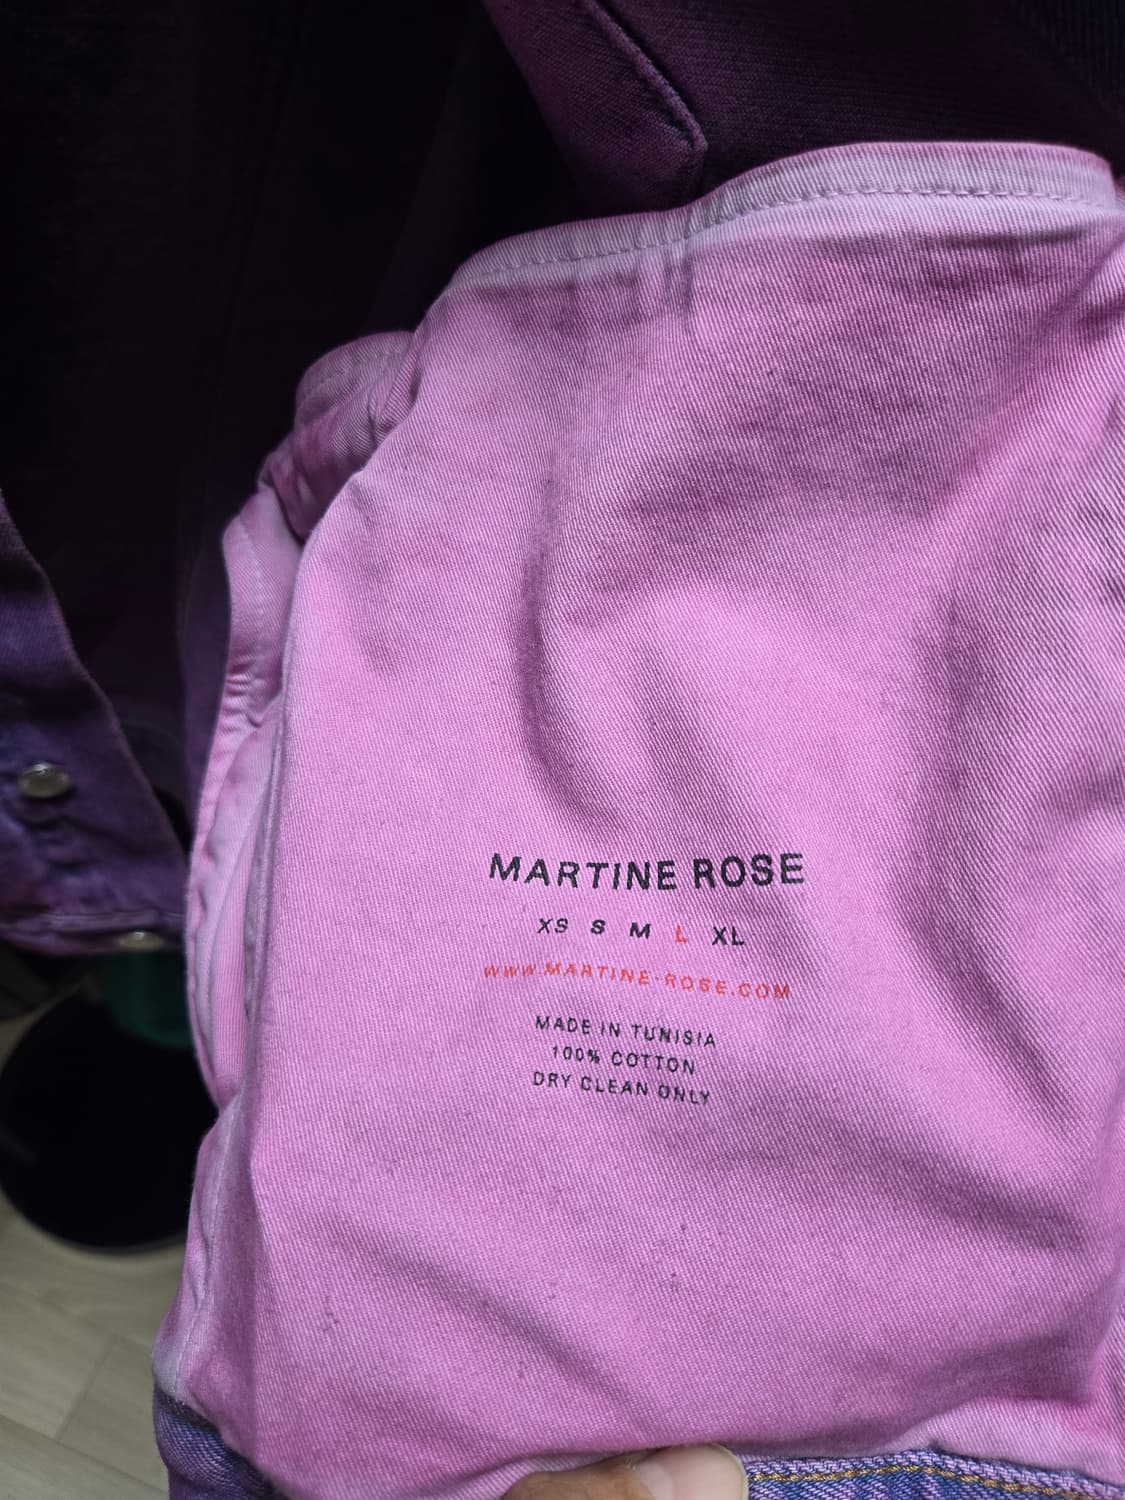 MARTINE ROSE
XS S M L XL
WWW.MARTINE-ROSE.COM
MADE IN TUNISIA
100% COTTON
DRY CLEAN ONLY